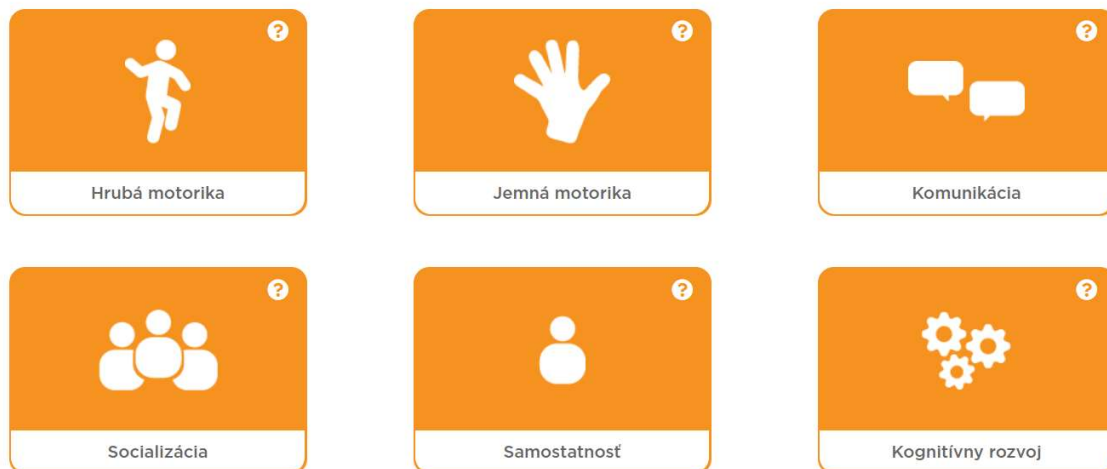 ?
?
?
Hrubá motorika
Jemná motorika
Komunikácia
?
?
?
Socializácia
Samostatnosť
Kognitívny rozvoj